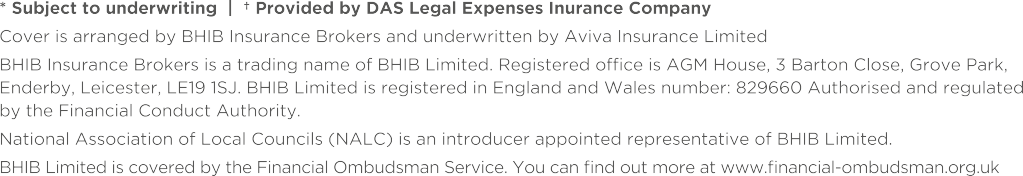 * Subject to underwriting | † Provided by DAS Legal Expenses Inurance Company
Cover is arranged by BHIB Insurance Brokers and underwritten by Aviva Insurance Limited
BHIB Insurance Brokers is a trading name of BHIB Limited. Registered office is AGM House, 3 Barton Close, Grove Park,
Enderby, Leicester, LE19 1SJ. BHIB Limited is registered in England and Wales number: 829660 Authorised and regulated
by the Financial Conduct Authority.
National Association of Local Councils (NALC) is an introducer appointed representative of BHIB Limited.
BHIB Limited is covered by the Financial Ombudsman Service. You can find out more at www.financial-ombudsman.org.uk